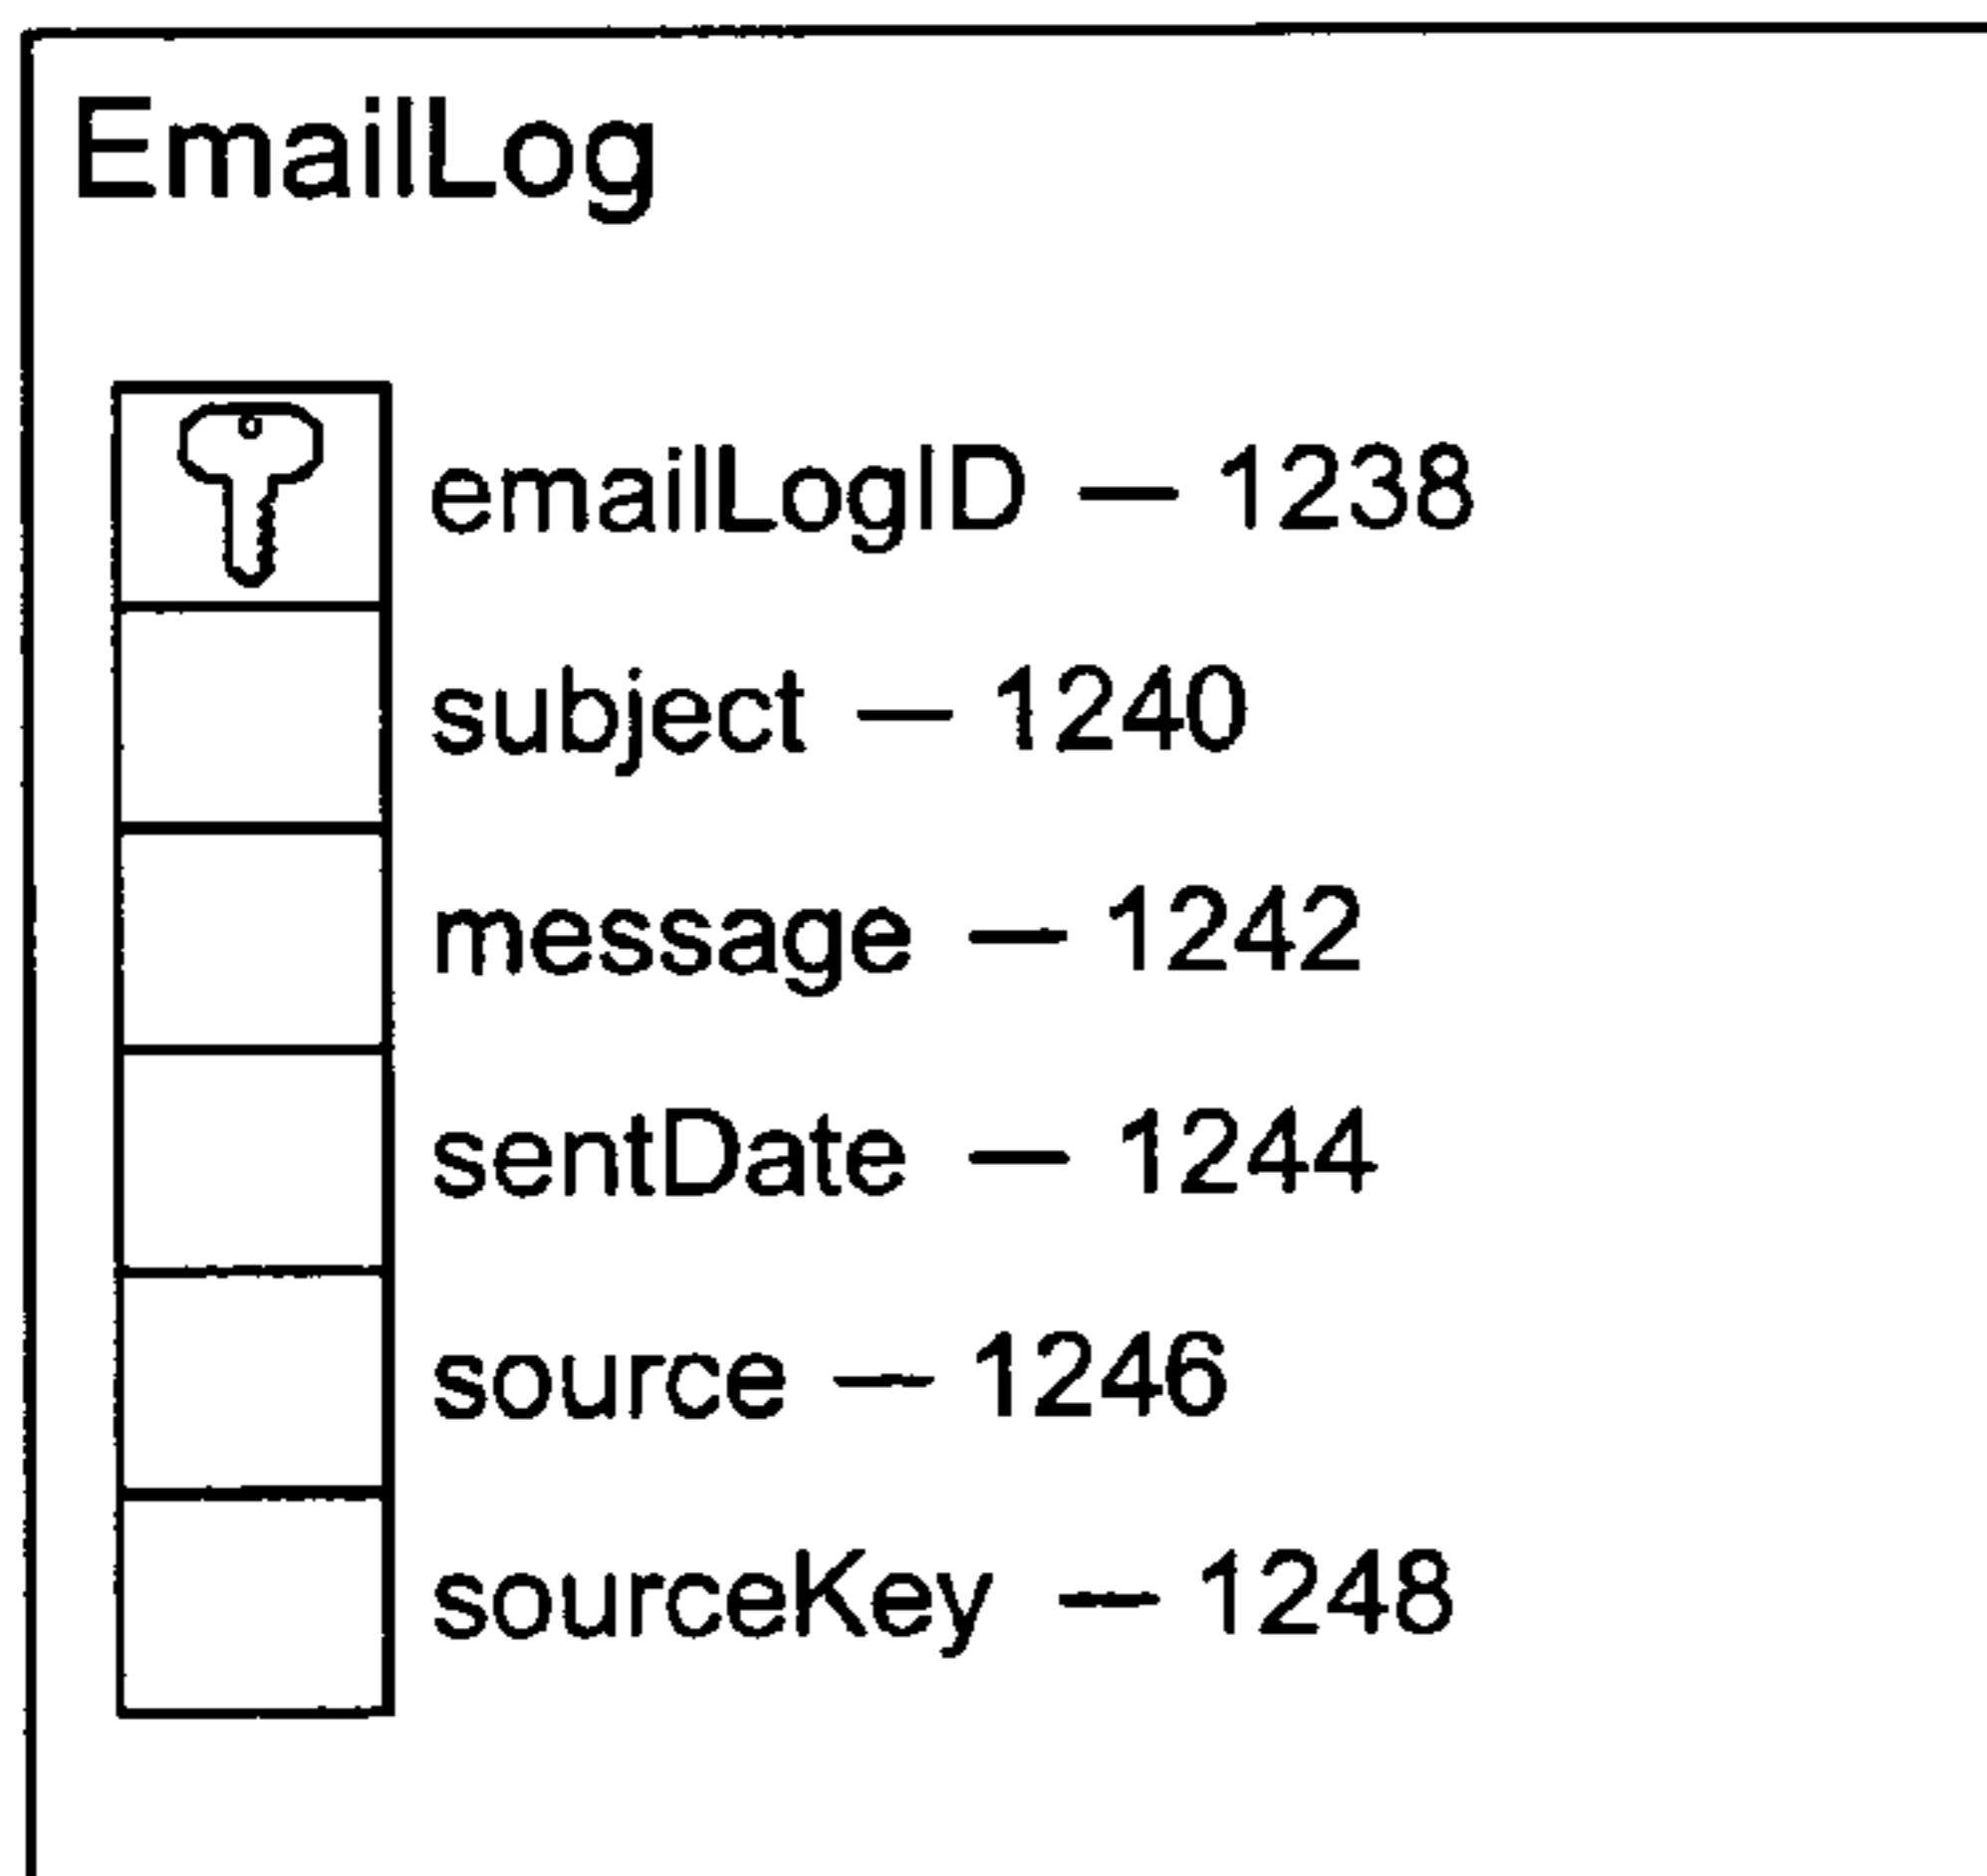 EmailLog
emailLogID — 1238
subject — 1240
message — 1242
sentDate — 1244
source — 1246
sourceKey — 1248